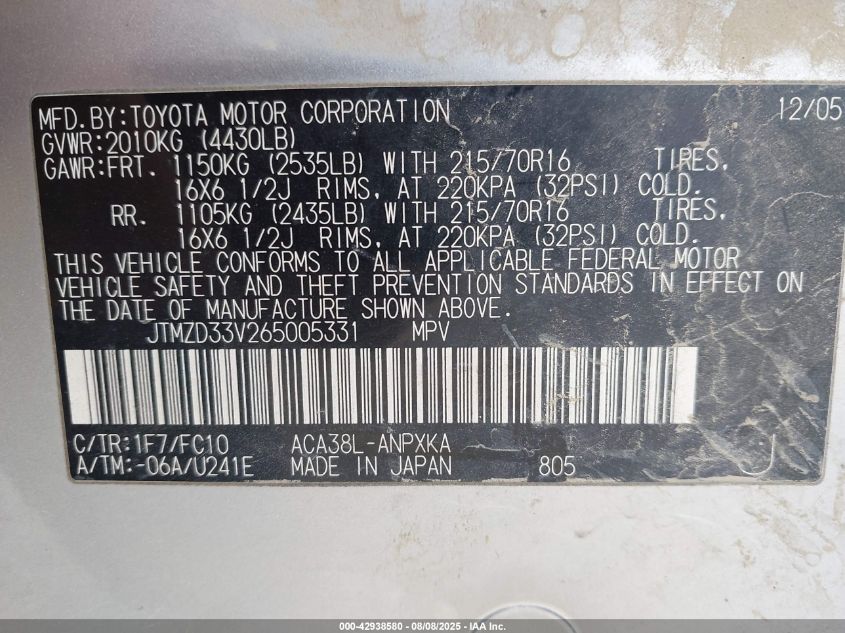 MFD. BY: TOYOTA MOTOR CORPORATION 12/05
GVWR: 2010KG (4430LB)
GAWR: FRT. 1150KG (2535LB) WITH 215/70R16 TIRES,
16X6 1/2J RIMS, AT 220KPA (32PSI) COLD.
RR. 1105KG (2435LB) WITH 215/70R16 TIRES,
16X6 1/2J RIMS, AT 220KPA (32PSI) COLD.
THIS VEHICLE CONFORMS TO ALL APPLICABLE FEDERAL MOTOR
VEHICLE SAFETY AND THEFT PREVENTION STANDARDS IN EFFECT ON
THE DATE OF MANUFACTURE SHOWN ABOVE.
JTMZD33V265005331 MPV
C/TR: 1F7/FC10 ACA38L-ANPXKA
A/TM: -06A/U241E MADE IN JAPAN 805 J
000-42938580 - 08/08/2025 - IAA Inc.